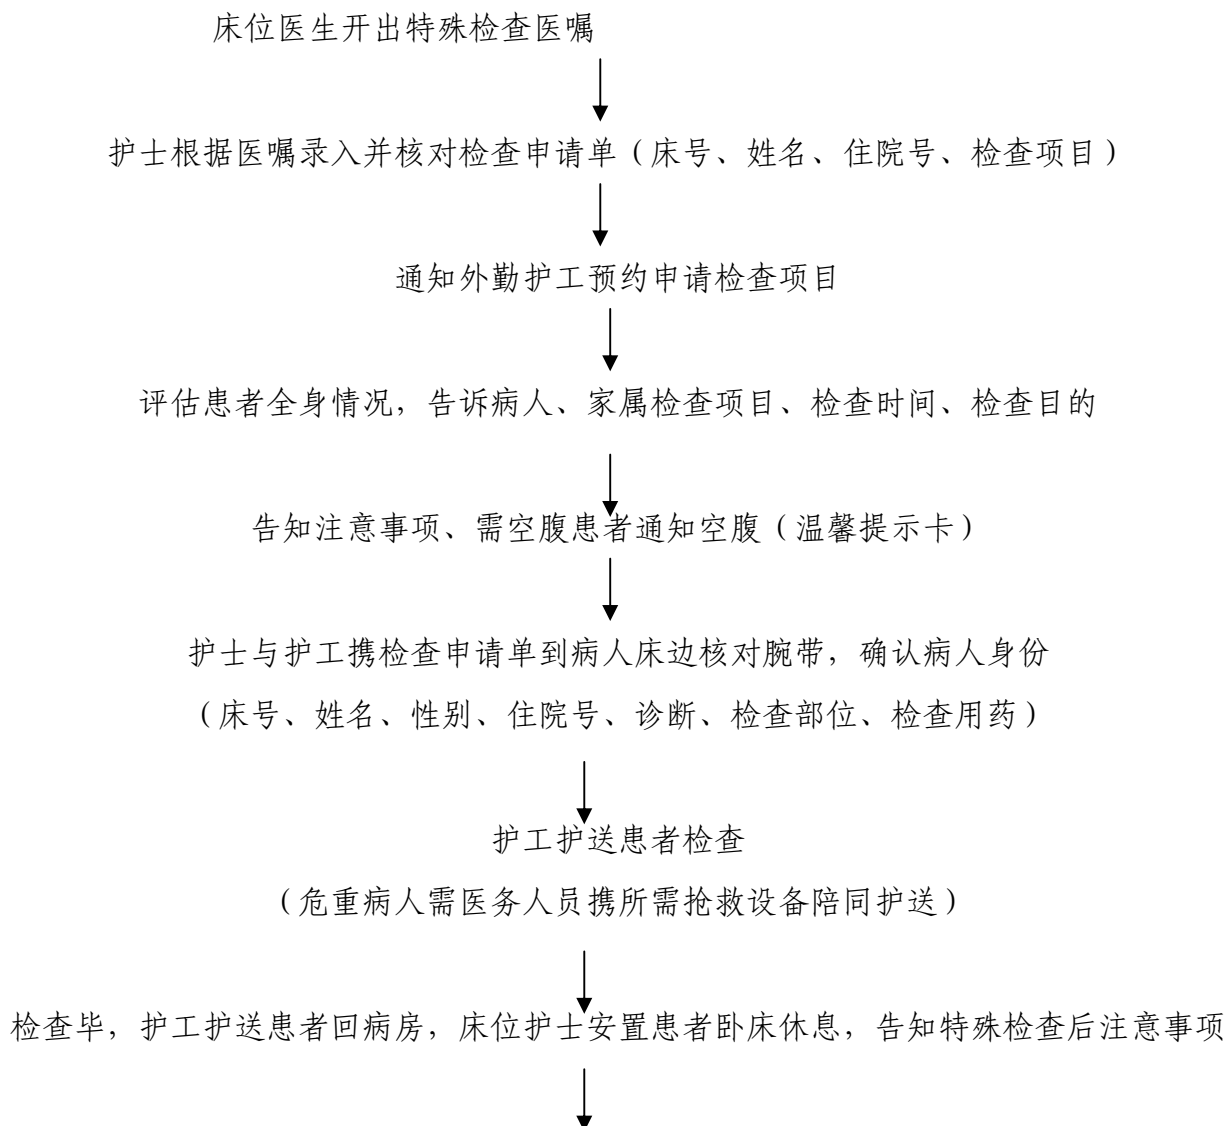 床位医生开出特殊检查医嘱
护士根据医嘱录入并核对检查申请单（床号、姓名、住院号、检查项目）
通知外勤护工预约申请检查项目
评估患者全身情况，告诉病人、家属检查项目、检查时间、检查目的
告知注意事项、需空腹患者通知空腹（温馨提示卡）
护士与护工携检查申请单到病人床边核对腕带，确认病人身份
（床号、姓名、性别、住院号、诊断、检查部位、检查用药）
护工护送患者检查
（危重病人需医务人员携所需抢救设备陪同护送）
检查毕，护工护送患者回病房，床位护士安置患者卧床休息，告知特殊检查后注意事项